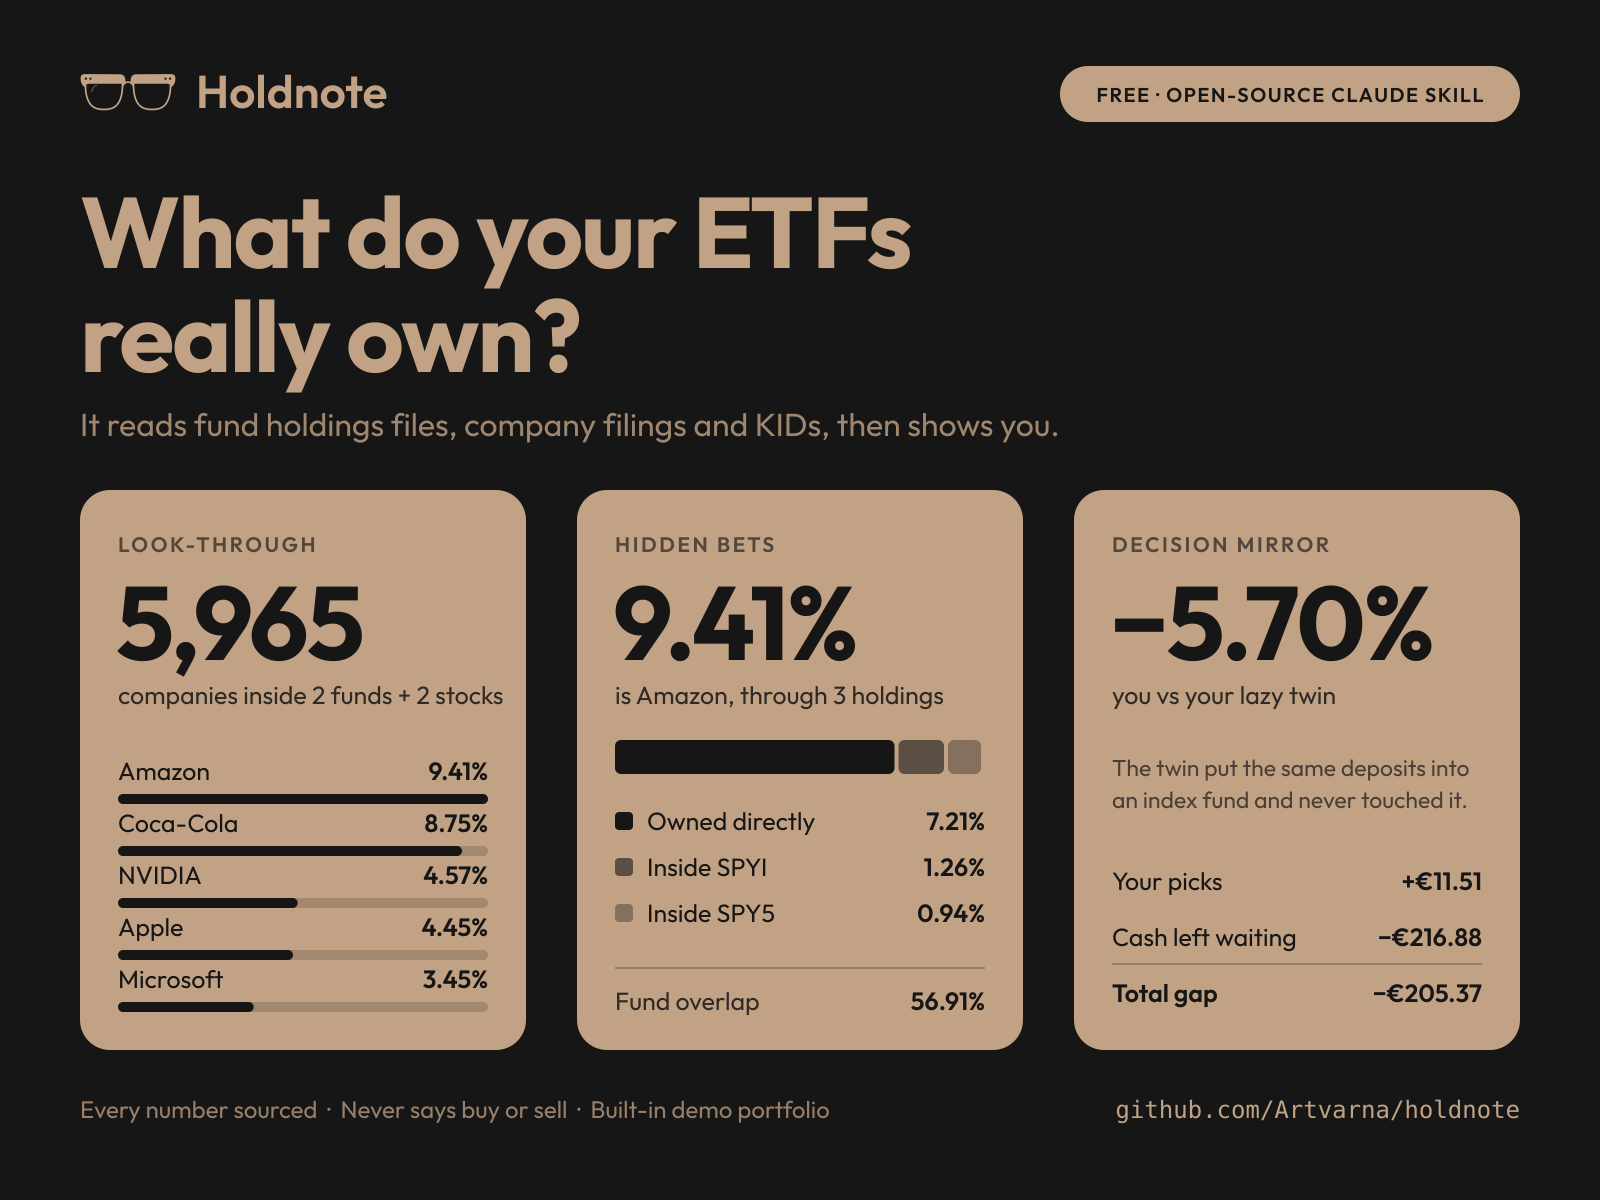 Holdnote
FREE · OPEN-SOURCE CLAUDE SKILL
What do your ETFs
really own?
It reads fund holdings files, company filings and KIDs, then shows you.
LOOK-THROUGH
5,965
companies inside 2 funds + 2 stocks
Amazon 9.41%
Coca-Cola 8.75%
NVIDIA 4.57%
Apple 4.45%
Microsoft 3.45%
HIDDEN BETS
9.41%
is Amazon, through 3 holdings
Owned directly 7.21%
Inside SPYI 1.26%
Inside SPY5 0.94%
Fund overlap 56.91%
DECISION MIRROR
−5.70%
you vs your lazy twin
The twin put the same deposits into
an index fund and never touched it.
Your picks +€11.51
Cash left waiting −€216.88
Total gap −€205.37
Every number sourced · Never says buy or sell · Built-in demo portfolio
github.com/Artvarna/holdnote